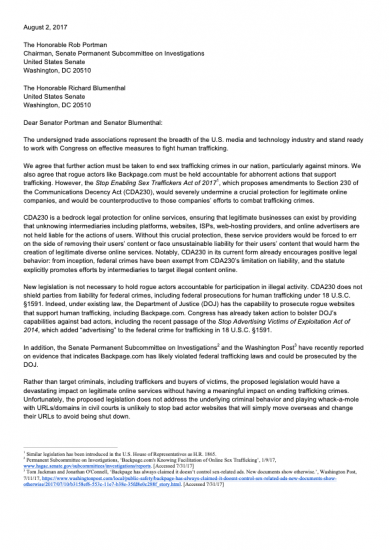 August 2, 2017
The Honorable Rob Portman
Chairman, Senate Permanent Subcommittee on Investigations
United States Senate
Washington, DC 20510
The Honorable Richard Blumenthal
United States Senate
Washington, DC 20510
Dear Senator Portman and Senator Blumenthal:
The undersigned trade associations represent the breadth of the U.S. media and technology industry and stand ready
to work with Congress on effective measures to fight human trafficking.
We agree that further action must be taken to end sex trafficking crimes in our nation, particularly against minors. We
also agree that rogue actors like Backpage.com must be held accountable for abhorrent actions that support
trafficking. However, the Stop Enabling Sex Traffickers Act of 2017¹, which proposes amendments to Section 230 of
the Communications Decency Act (CDA230), would severely undermine a crucial protection for legitimate online
companies, and would be counterproductive to those companies' efforts to combat trafficking crimes.
CDA230 is a bedrock legal protection for online services, ensuring that legitimate businesses can exist by providing
that unknowing intermediaries including platforms, websites, ISPs, web-hosting providers, and online advertisers are
not held liable for the actions of users. Without this crucial protection, these service providers would be forced to err
on the side of removing their users' content or face unsustainable liability for their users' content that would harm the
creation of legitimate diverse online services. Notably, CDA230 in its current form already encourages positive legal
behavior: from inception, federal crimes have been exempt from CDA230's limitation on liability, and the statute
explicitly promotes efforts by intermediaries to target illegal content online.
New legislation is not necessary to hold rogue actors accountable for participation in illegal activity. CDA230 does not
shield parties from liability for federal crimes, including federal prosecutions for human trafficking under 18 U.S.C.
§1591. Indeed, under existing law, the Department of Justice (DOJ) has the capability to prosecute rogue websites
that support human trafficking, including Backpage.com. Congress has already taken action to bolster DOJ's
capabilities against bad actors, including the recent passage of the Stop Advertising Victims of Exploitation Act of
2014, which added "advertising" to the federal crime for trafficking in 18 U.S.C. §1591.
In addition, the Senate Permanent Subcommittee on Investigations² and the Washington Post³ have recently reported
on evidence that indicates Backpage.com has likely violated federal trafficking laws and could be prosecuted by the
DOJ.
Rather than target criminals, including traffickers and buyers of victims, the proposed legislation would have a
devastating impact on legitimate online services without having a meaningful impact on ending trafficking crimes.
Unfortunately, the proposed legislation does not address the underlying criminal behavior and playing whack-a-mole
with URLs/domains in civil courts is unlikely to stop bad actor websites that will simply move overseas and change
their URLs to avoid being shut down.
¹ Similar legislation has been introduced in the U.S. House of Representatives as H.R. 1865.
² Permanent Subcommittee on Investigations, 'Backpage.com's Knowing Facilitation of Online Sex Trafficking', 1/9/17,
www.hsgac.senate.gov/subcommittees/investigations/reports. [Accessed 7/31/17]
³ Tom Jackman and Jonathan O'Connell, 'Backpage has always claimed it doesn't control sex-related ads. New documents show otherwise.', Washington Post,
7/11/17, https://www.washingtonpost.com/local/public-safety/backpage-has-always-claimed-it-doesnt-control-sex-related-ads-new-documents-show-
[Accessed 7/31/17]